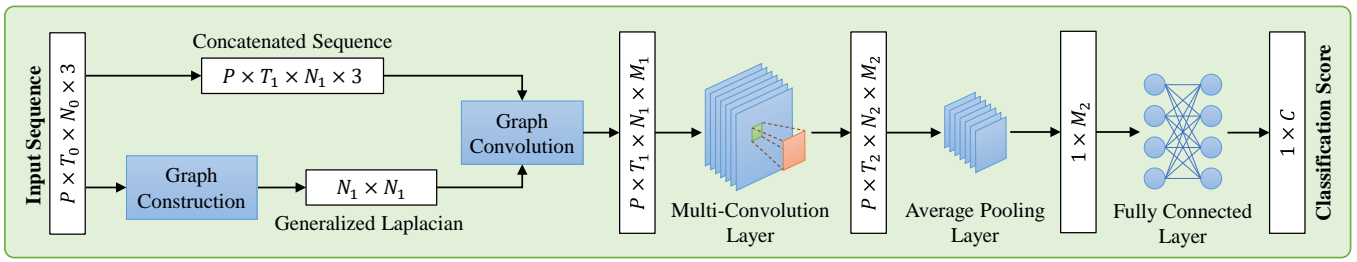 Input Sequence
P × T₀ × N₀ × 3
Concatenated Sequence
P × T₁ × N₁ × 3
Graph
Construction
N₁ × N₁
Generalized Laplacian
Graph
Convolution
P × T₁ × N₁ × M₁
Multi-Convolution
Layer
P × T₂ × N₂ × M₂
Average Pooling
Layer
1 × M₂
Fully Connected
Layer
1 × C
Classification Score